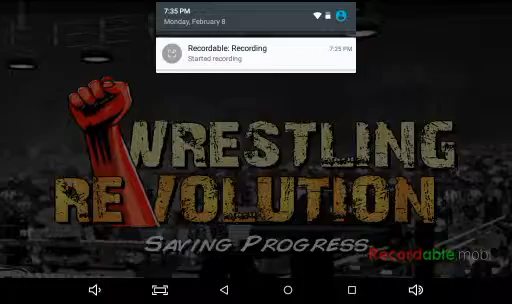 7:35 PM
Monday, February 8
Recordable: Recording
7:25 PM
Started recording
WRESTLING
REVOLUTION
SAVING PROGRESS...
Recordable.mobi